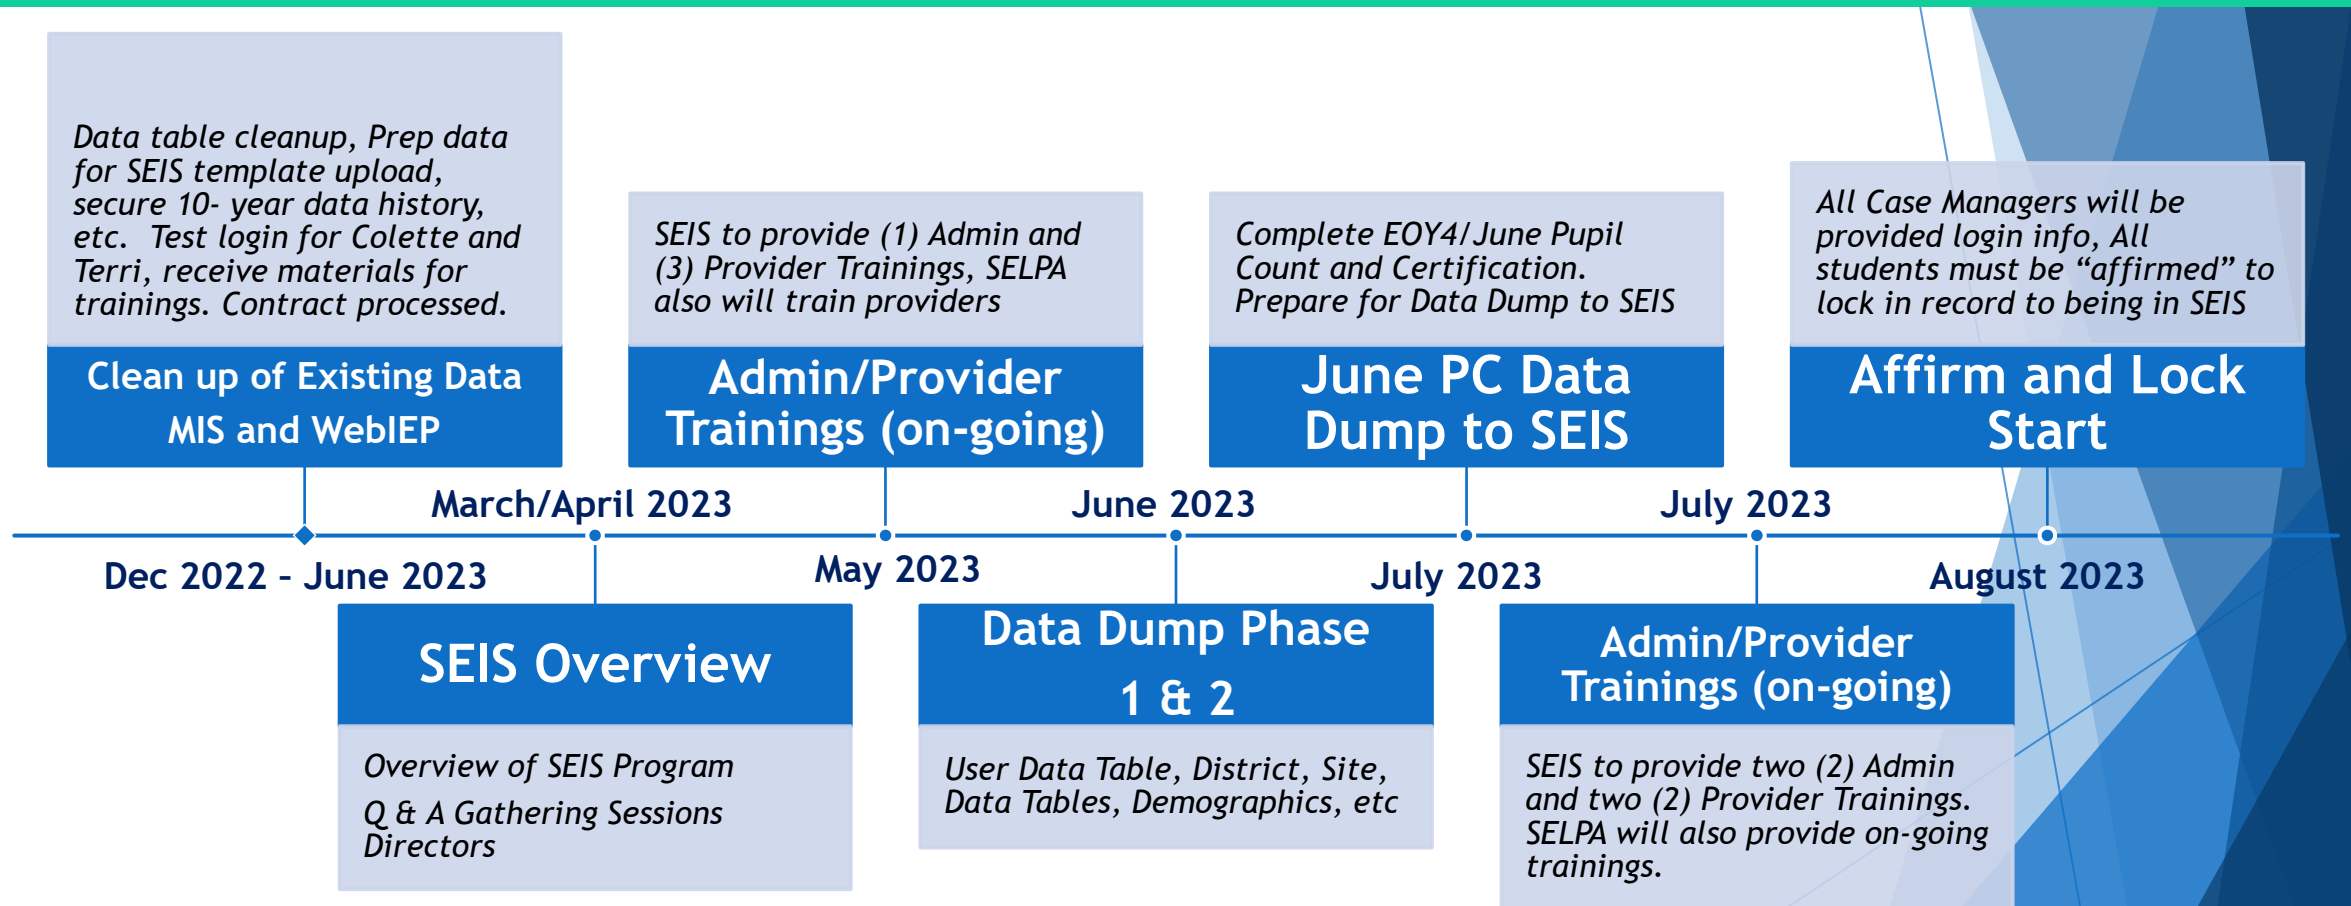 Data table cleanup, Prep data
for SEIS template upload,
secure 10- year data history,
etc.  Test login for Colette and
Terri, receive materials for
trainings. Contract processed.
Clean up of Existing Data
MIS and WebIEP
Dec 2022 – June 2023
March/April 2023
SEIS Overview
Overview of SEIS Program
Q & A Gathering Sessions
Directors
SEIS to provide (1) Admin and
(3) Provider Trainings, SELPA
also will train providers
Admin/Provider
Trainings (on-going)
May 2023
June 2023
Data Dump Phase
1 & 2
User Data Table, District, Site,
Data Tables, Demographics, etc
Complete EOY4/June Pupil
Count and Certification.
Prepare for Data Dump to SEIS
June PC Data
Dump to SEIS
July 2023
July 2023
Admin/Provider
Trainings (on-going)
SEIS to provide two (2) Admin
and two (2) Provider Trainings.
SELPA will also provide on-going
trainings.
All Case Managers will be
provided login info, All
students must be “affirmed” to
lock in record to being in SEIS
Affirm and Lock
Start
August 2023